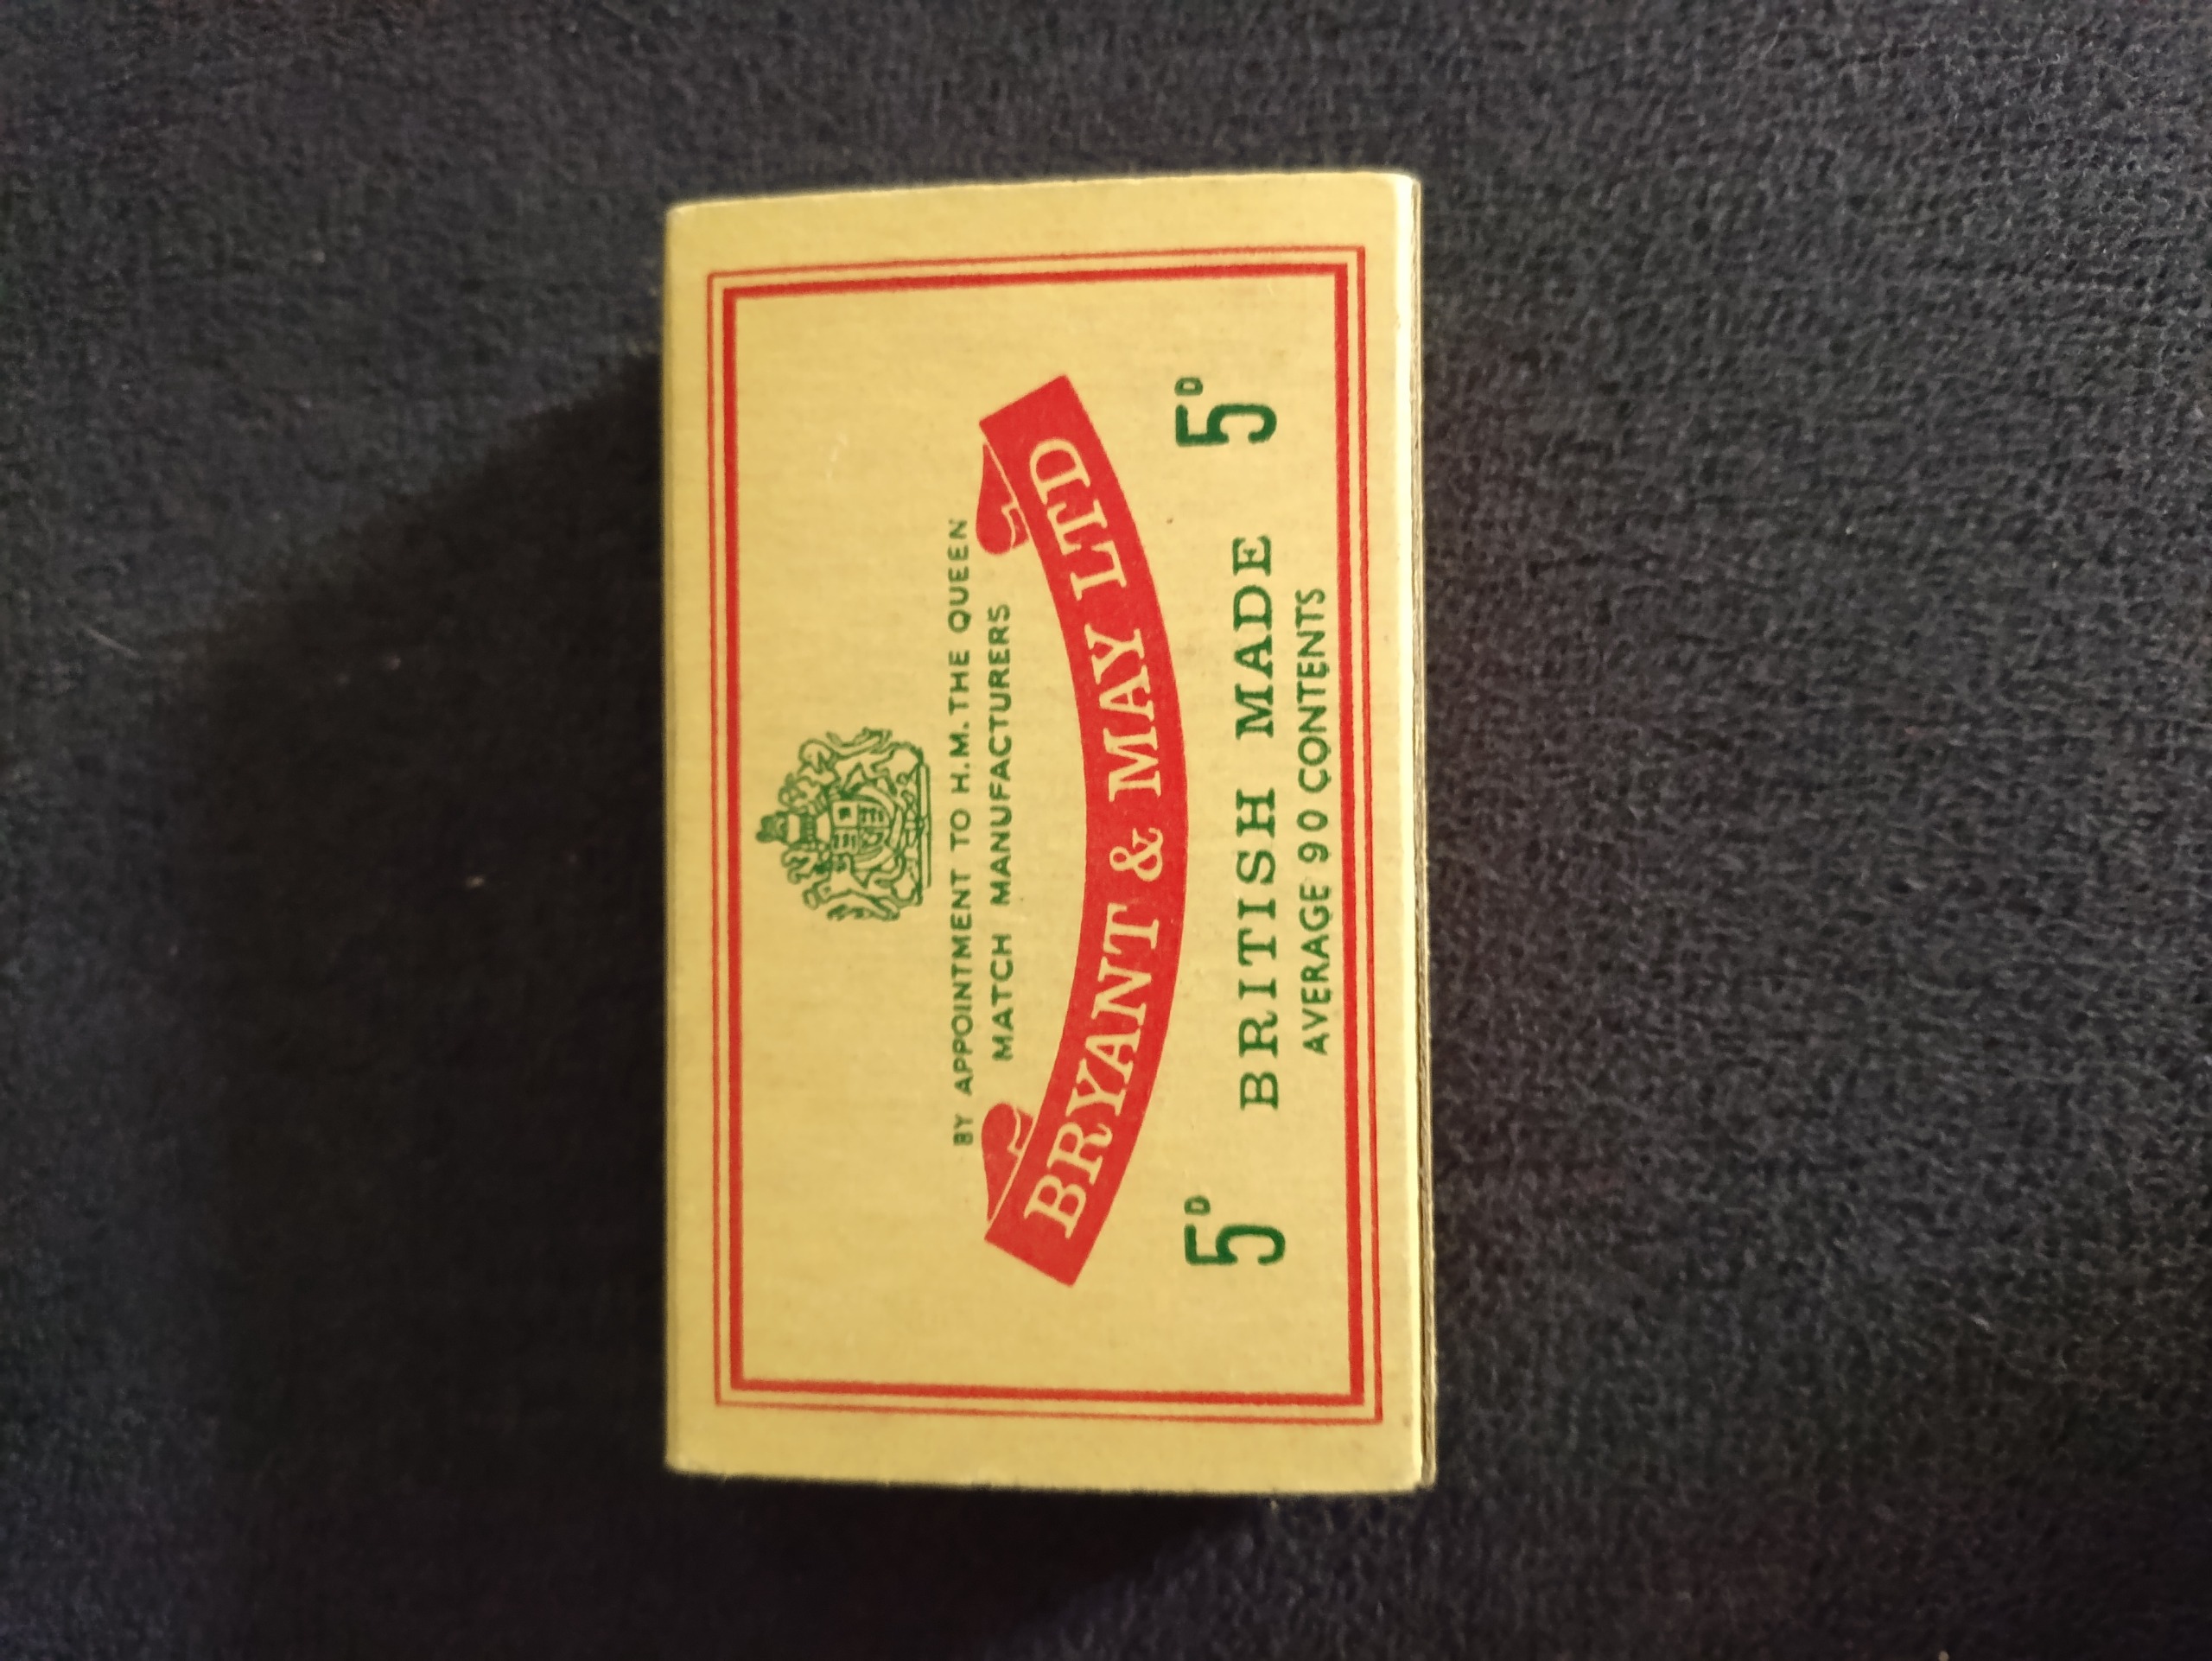 BY APPOINTMENT TO H.M. THE QUEEN
MATCH MANUFACTURERS
BRYANT & MAY LTD
5D BRITISH MADE 5D
AVERAGE 90 CONTENTS